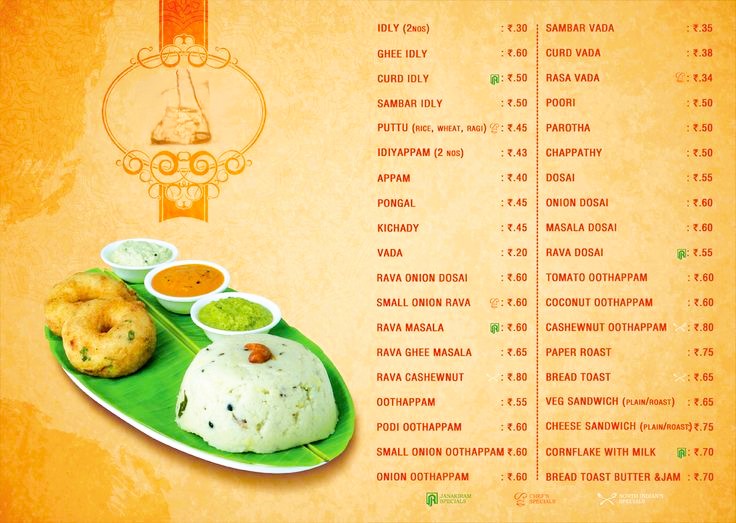 IDLY (2NOS) : ₹.30
GHEE IDLY : ₹.60
CURD IDLY : ₹.50
SAMBAR IDLY : ₹.50
PUTTU (RICE, WHEAT, RAGI) : ₹.45
IDIYAPPAM (2 NOS) : ₹.43
APPAM : ₹.40
PONGAL : ₹.45
KICHADY : ₹.45
VADA : ₹.20
RAVA ONION DOSAI : ₹.60
SMALL ONION RAVA : ₹.60
RAVA MASALA : ₹.60
RAVA GHEE MASALA : ₹.65
RAVA CASHEWNUT : ₹.80
OOTHAPPAM : ₹.55
PODI OOTHAPPAM : ₹.60
SMALL ONION OOTHAPPAM ₹.60
ONION OOTHAPPAM : ₹.60
SAMBAR VADA : ₹.35
CURD VADA : ₹.38
RASA VADA : ₹.34
POORI : ₹.50
PAROTHA : ₹.50
CHAPPATHY : ₹.50
DOSAI : ₹.55
ONION DOSAI : ₹.60
MASALA DOSAI : ₹.60
RAVA DOSAI : ₹.55
TOMATO OOTHAPPAM : ₹.60
COCONUT OOTHAPPAM : ₹.60
CASHEWNUT OOTHAPPAM : ₹.80
PAPER ROAST : ₹.75
BREAD TOAST : ₹.65
VEG SANDWICH (PLAIN/ROAST) : ₹.65
CHEESE SANDWICH (PLAIN/ROAST) ₹.75
CORNFLAKE WITH MILK : ₹.70
BREAD TOAST BUTTER &JAM : ₹.70
JANAKIRAM
SPECIALS
CHEF'S
SPECIALS
NORTH INDIAN'S
SPECIALS